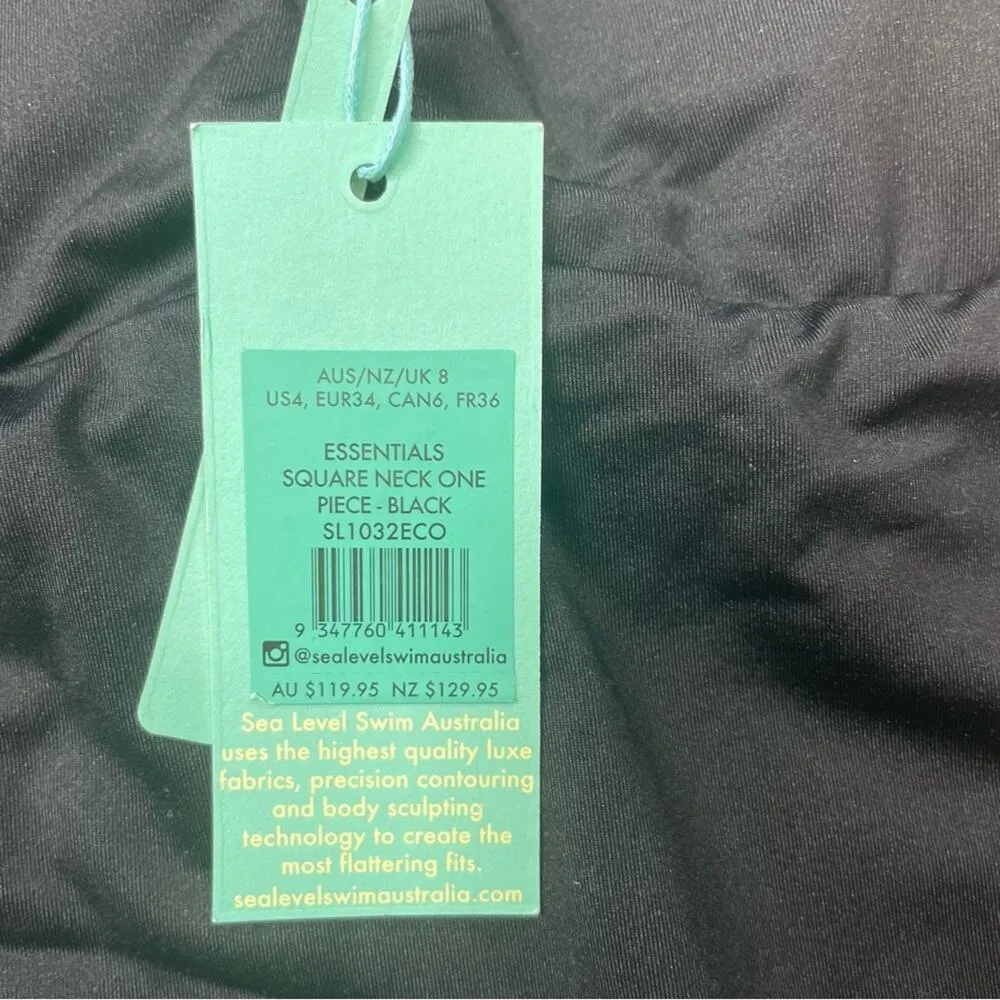 AUS/NZ/UK 8
US4, EUR34, CAN6, FR36
ESSENTIALS
SQUARE NECK ONE
PIECE - BLACK
SL1032ECO
9 347760 411143
@sealevelswimaustralia
AU $119.95 NZ $129.95
Sea Level Swim Australia
uses the highest quality luxe
fabrics, precision contouring
and body sculpting
technology to create the
most flattering fits.
sealevelswimaustralia.com